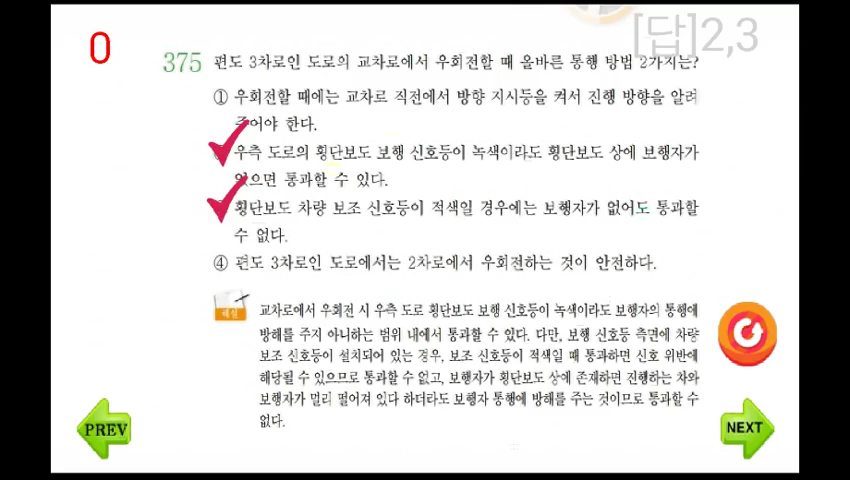 0
[답]2,3
375 편도 3차로인 도로의 교차로에서 우회전할 때 올바른 통행 방법 2가지는?
① 우회전할 때에는 교차로 직전에서 방향 지시등을 켜서 진행 방향을 알려
주어야 한다.
우측 도로의 횡단보도 보행 신호등이 녹색이라도 횡단보도 상에 보행자가
없으면 통과할 수 있다.
횡단보도 차량 보조 신호등이 적색일 경우에는 보행자가 없어도 통과할
수 없다.
④ 편도 3차로인 도로에서는 2차로에서 우회전하는 것이 안전하다.
해설
교차로에서 우회전 시 우측 도로 횡단보도 보행 신호등이 녹색이라도 보행자의 통행에
방해를 주지 아니하는 범위 내에서 통과할 수 있다. 다만, 보행 신호등 측면에 차량
보조 신호등이 설치되어 있는 경우, 보조 신호등이 적색일 때 통과하면 신호 위반에
해당될 수 있으므로 통과할 수 없고, 보행자가 횡단보도 상에 존재하면 진행하는 차와
보행자가 멀리 떨어져 있다 하더라도 보행자 통행에 방해를 주는 것이므로 통과할 수
없다.
PREV
NEXT